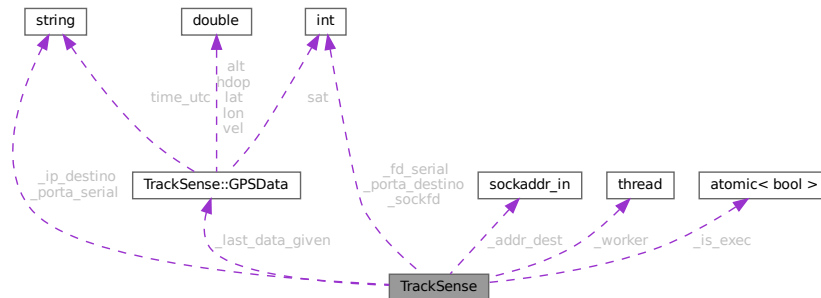 string
double
int
alt
hdop
lat
lon
vel
time_utc
sat
_ip_destino
_porta_serial
TrackSense::GPSData
_fd_serial
_porta_destino
_sockfd
sockaddr_in
thread
atomic< bool >
_last_data_given
_addr_dest
_worker
_is_exec
TrackSense